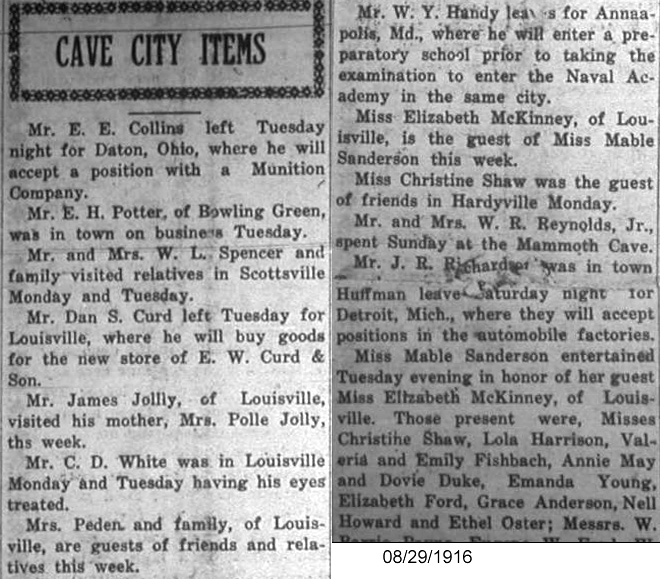 CAVE CITY ITEMS
Mr. E. E. Collins left Tuesday
night for Daton, Ohio, where he will
accept a position with a Munition
Company.
Mr. E. H. Potter, of Bowling Green,
was in town on business Tuesday.
Mr. and Mrs. W. L. Spencer and
family visited relatives in Scottsville
Monday and Tuesday.
Mr. Dan S. Curd left Tuesday for
Louisville, where he will buy goods
for the new store of E. W. Curd &
Son.
Mr. James Jollly, of Louisville,
visited his mother, Mrs. Polle Jolly,
ths week.
Mr. C. D. White was in Louisville
Monday and Tuesday having his eyes
treated.
Mrs. Peden and family, of Louis-
ville, are guests of friends and rela-
tives this week.
Mr. W. Y. Handy leaves for Annaa-
polis, Md., where he will enter a pre-
paratory school prior to taking the
examination to enter the Naval Ac-
ademy in the same city.
Miss Elizabeth McKinney, of Lou-
isville, is the guest of Miss Mable
Sanderson this week.
Miss Christine Shaw was the guest
of friends in Hardyville Monday.
Mr. and Mrs. W. R. Reynolds, Jr.,
spent Sunday at the Mammoth Cave.
Mr. J. R. Richardson was in town
Huffman leave Saturday night for
Detroit, Mich., where they will accept
positions in the automobile factories.
Miss Mable Sanderson entertained
Tuesday evening in honor of her guest
Miss Elizabeth McKinney, of Louis-
ville. Those present were, Misses
Christine Shaw, Lola Harrison, Val-
eria and Emily Fishbach, Annie May
and Dovie Duke, Emanda Young,
Elizabeth Ford, Grace Anderson, Nell
Howard and Ethel Oster; Messrs. W.
08/29/1916